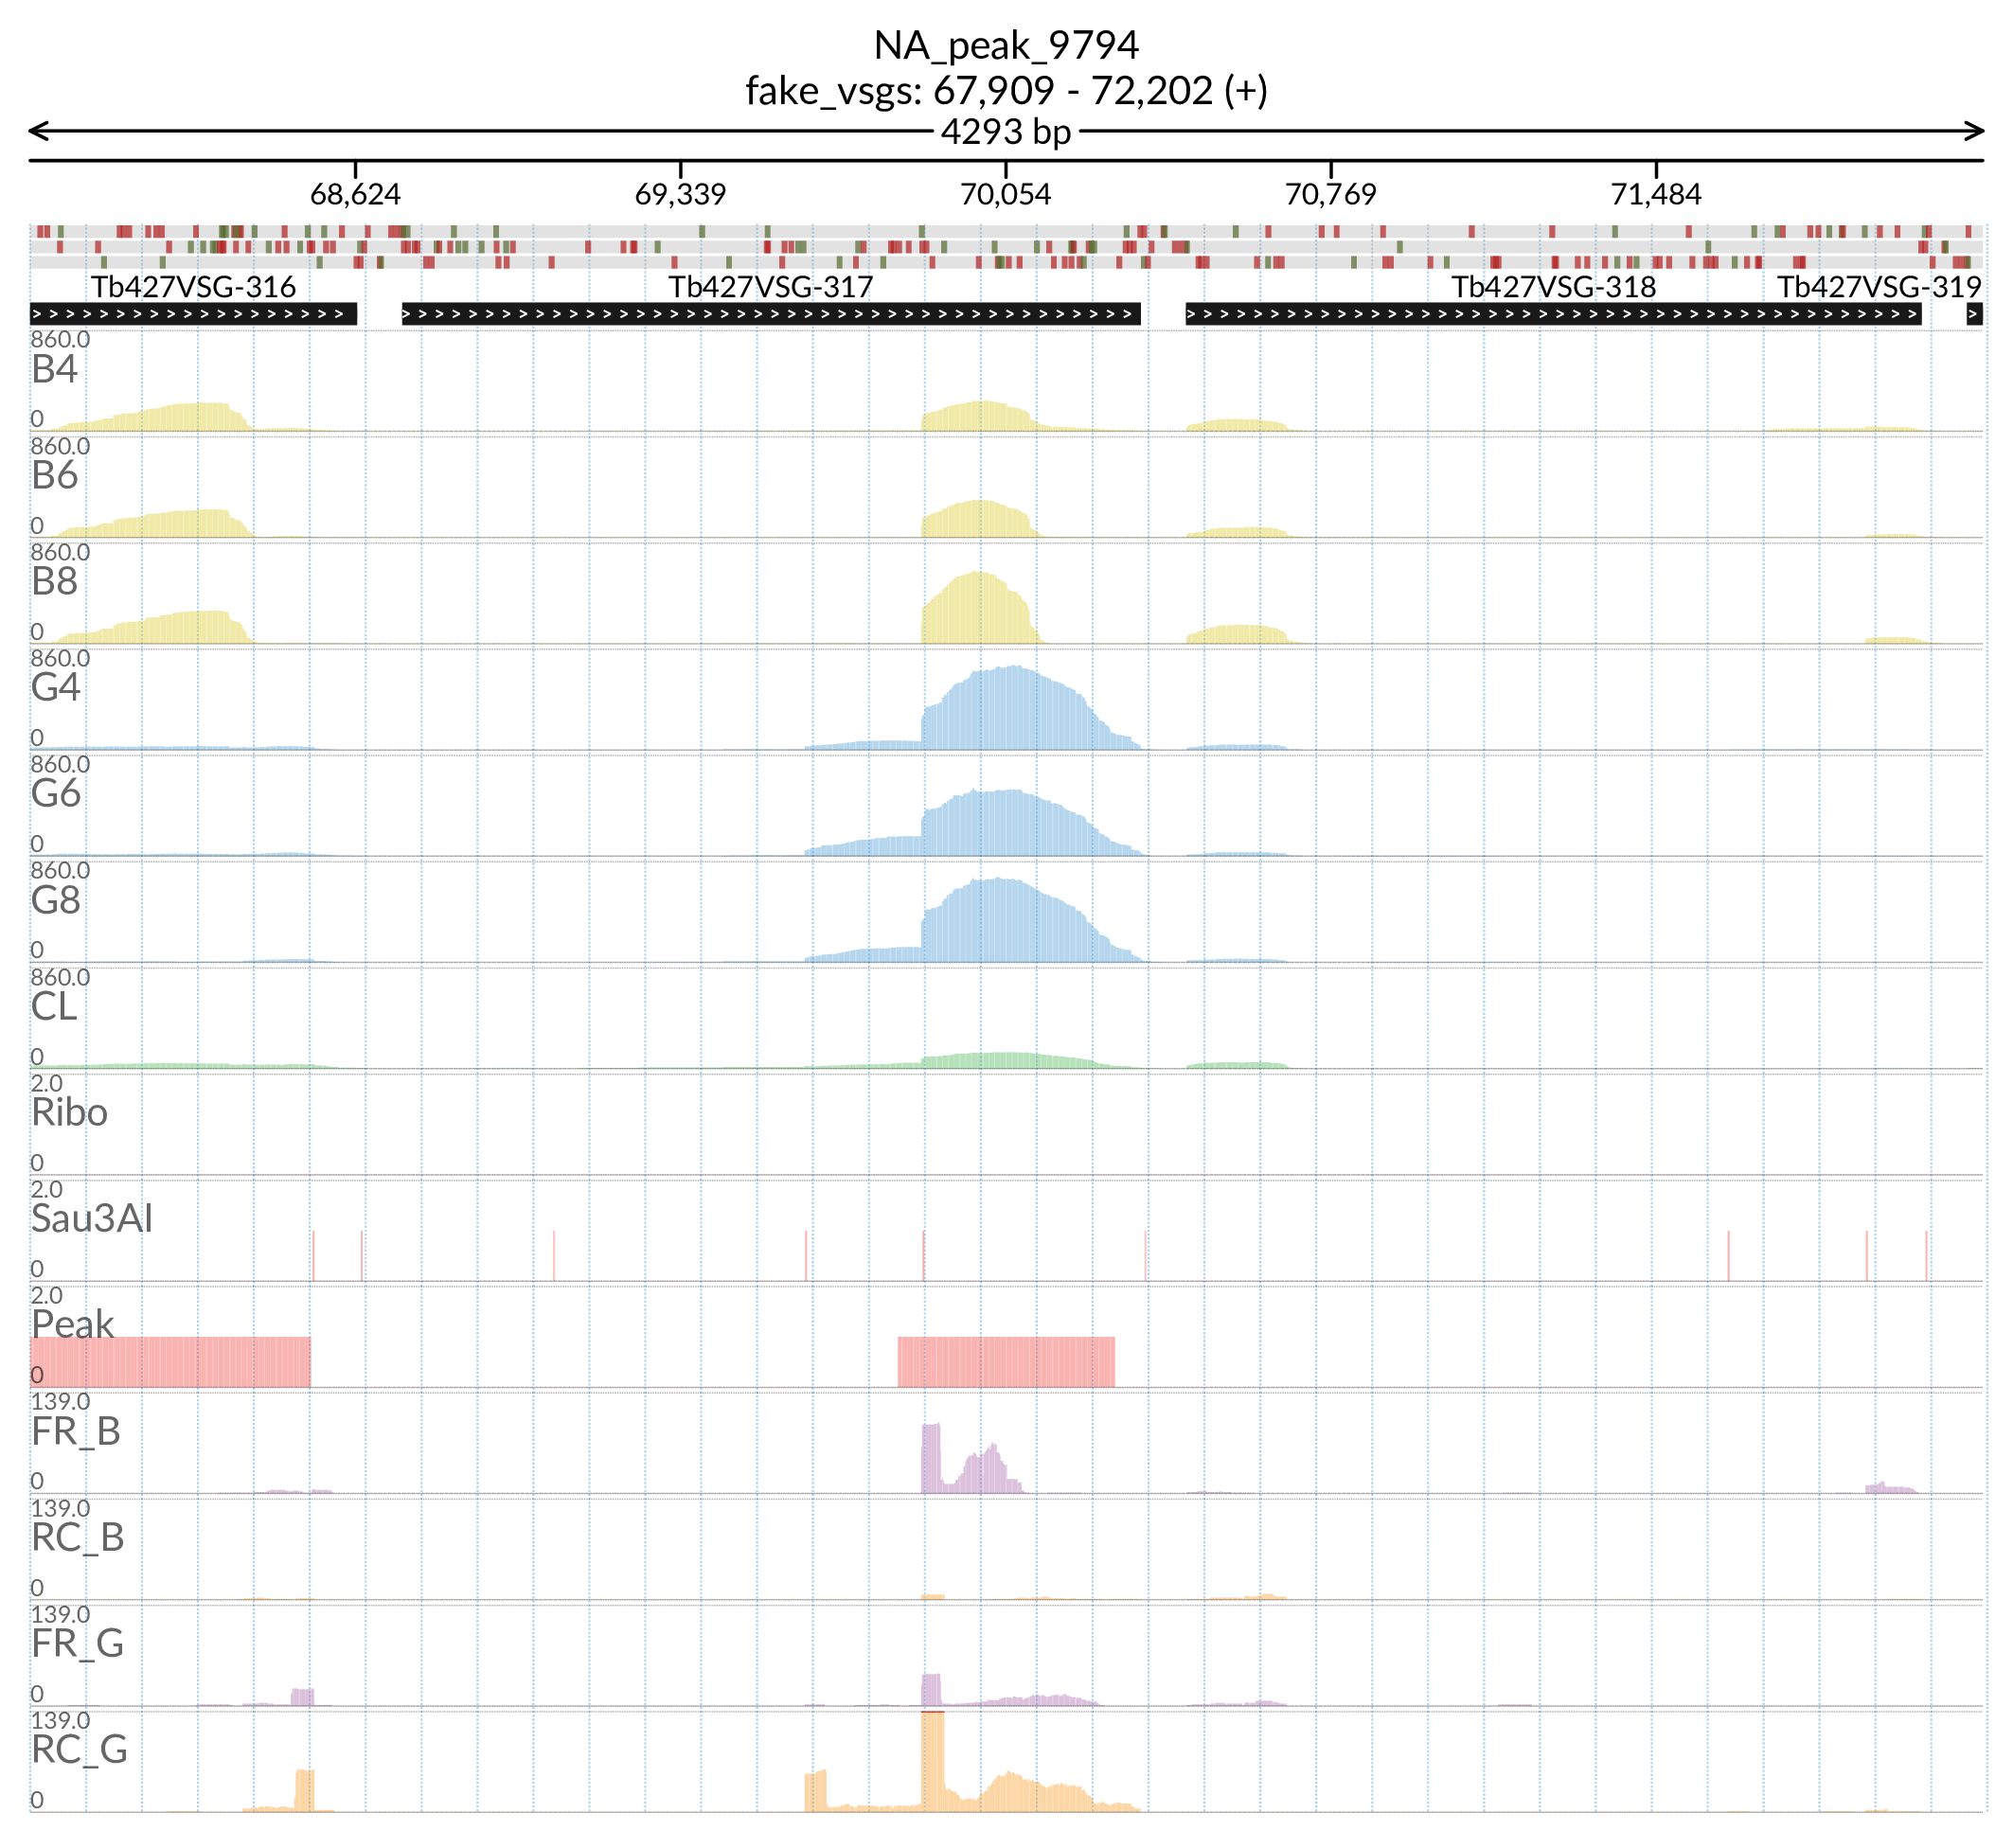 NA_peak_9794
fake_vsgs: 67,909 - 72,202 (+)
4293 bp
68,624 69,339 70,054 70,769 71,484
Tb427VSG-316 Tb427VSG-317 Tb427VSG-318 Tb427VSG-319
860.0
B4
0
860.0
B6
0
860.0
B8
0
860.0
G4
0
860.0
G6
0
860.0
G8
0
860.0
CL
0
2.0
Ribo
0
2.0
Sau3AI
0
2.0
Peak
0
139.0
FR_B
0
139.0
RC_B
0
139.0
FR_G
0
139.0
RC_G
0